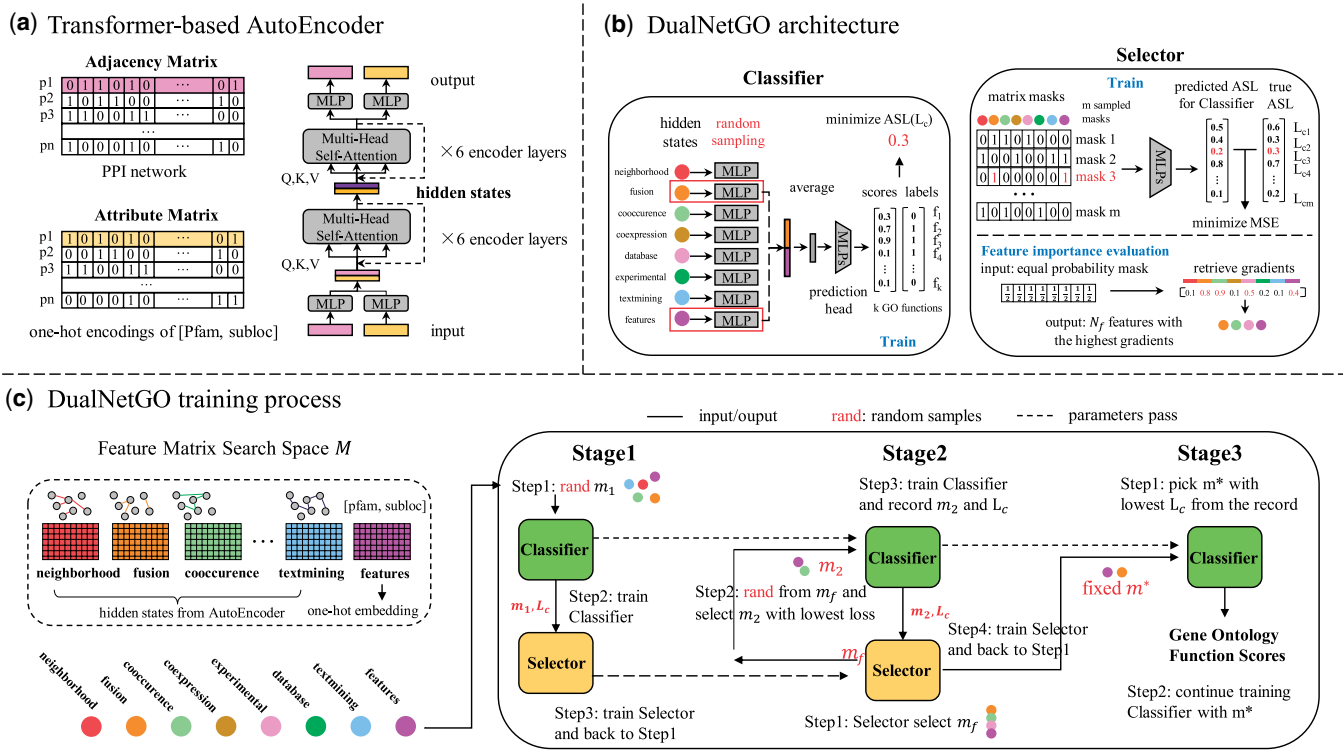 (a) Transformer-based AutoEncoder
Adjacency Matrix
p1 0 1 1 0 1 0 ⋯ 0 1
p2 1 0 1 1 0 0 ⋯ 1 0
p3 1 1 0 0 1 1 ⋯ 0 0
...
pn 0 0 1 0 1 0 ⋯ 1 0
PPI network
Attribute Matrix
p1 1 0 1 0 1 0 ⋯ 0 1
p2 1 0 0 1 0 0 ⋯ 1 0
p3 1 1 0 0 1 1 ⋯ 0 0
...
pn 0 0 0 0 1 0 ⋯ 1 1
one-hot encodings of [Pfam, subloc]
output
MLP MLP
Multi-Head
Self-Attention
×6 encoder layers
Q,K,V
hidden states
Multi-Head
Self-Attention
×6 encoder layers
Q,K,V
MLP MLP
input
(b) DualNetGO architecture
Classifier
hidden
states
random
sampling
minimize ASL(Lc)
0.3
neighborhood MLP
fusion MLP
cooccurence MLP
coexpression MLP
database MLP
experimental MLP
textmining MLP
features MLP
average
MLPs
prediction
head
scores labels
0.3 0 f1
0.7 1 f2
0.9 1 f3
0.1 1 f4
0.5 0
⋮ ⋮
0.1 0 fk
k GO functions
Train
Selector
Train
matrix masks
m sampled
masks
0 1 1 0 1 0 0 1 mask 1
1 0 0 1 0 0 1 1 mask 2
0 1 0 0 0 0 0 1 mask 3
• • •
1 0 1 0 0 1 0 0 mask m
MLPs
predicted ASL
for Classifier
0.5
0.4
0.2
0.8
⋮
0.1
true
ASL
0.6 Lc1
0.3 Lc2
0.3 Lc3
0.7 Lc4
⋮
0.2 Lcm
minimize MSE
Feature importance evaluation
input: equal probability mask
1/2 1/2 1/2 1/2 1/2 1/2 1/2 1/2
retrieve gradients
[0.1 0.8 0.9 0.1 0.5 0.2 0.1 0.4]
output: Nf features with
the highest gradients
(c) DualNetGO training process
input/ouput
rand: random samples
parameters pass
Feature Matrix Search Space M
[pfam, subloc]
neighborhood fusion cooccurence ⋯ textmining features
hidden states from AutoEncoder
one-hot embedding
neighborhood
fusion
cooccurence
coexpression
experimental
database
textmining
features
Stage1
Step1: rand m1
Classifier
m1, Lc
Step2: train
Classifier
Selector
Step3: train Selector
and back to Step1
Stage2
Step3: train Classifier
and record m2 and Lc
Classifier
m2
Step2: rand from mf and
select m2 with lowest loss
m2, Lc
mf
Selector
Step4: train Selector
and back to Step1
Step1: Selector select mf
Stage3
Step1: pick m* with
lowest Lc from the record
Classifier
fixed m*
Gene Ontology
Function Scores
Step2: continue training
Classifier with m*